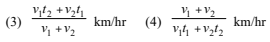 (3) (v₁t₂ + v₂t₁)/(v₁ + v₂) km/hr (4) (v₁ + v₂)/(v₁t₁ + v₂t₂) km/hr